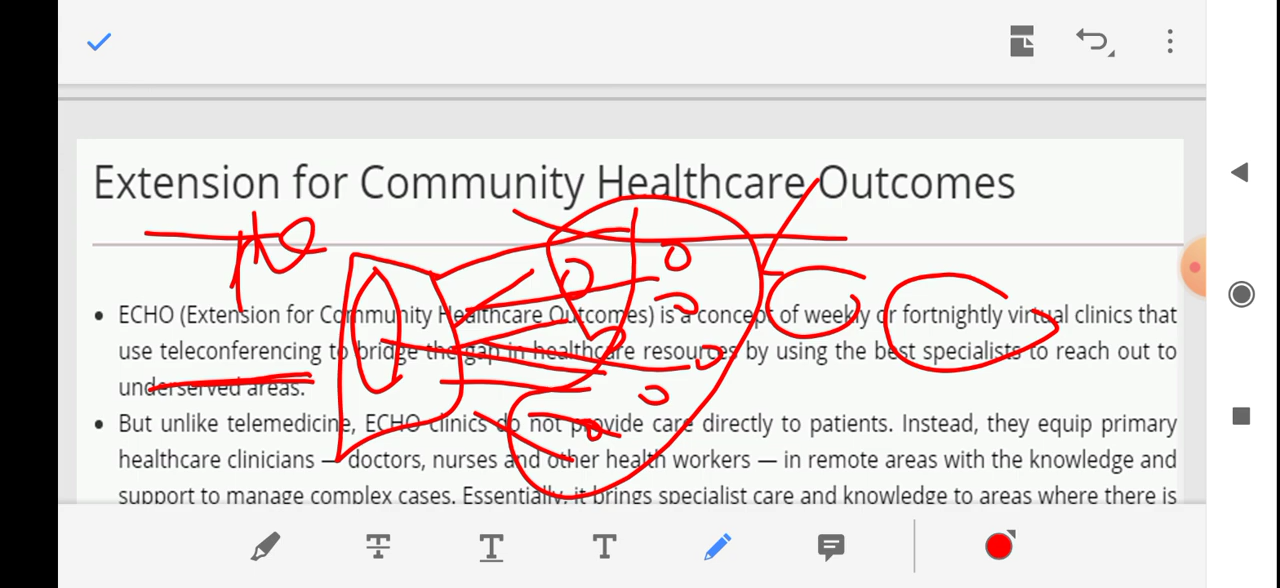 Extension for Community Healthcare Outcomes
• ECHO (Extension for Community Healthcare Outcomes) is a concept of weekly or fortnightly virtual clinics that
use teleconferencing to bridge the gap in healthcare resources by using the best specialists to reach out to
underserved areas.
• But unlike telemedicine, ECHO clinics do not provide care directly to patients. Instead, they equip primary
healthcare clinicians — doctors, nurses and other health workers — in remote areas with the knowledge and
support to manage complex cases. Essentially, it brings specialist care and knowledge to areas where there is
T
T
T